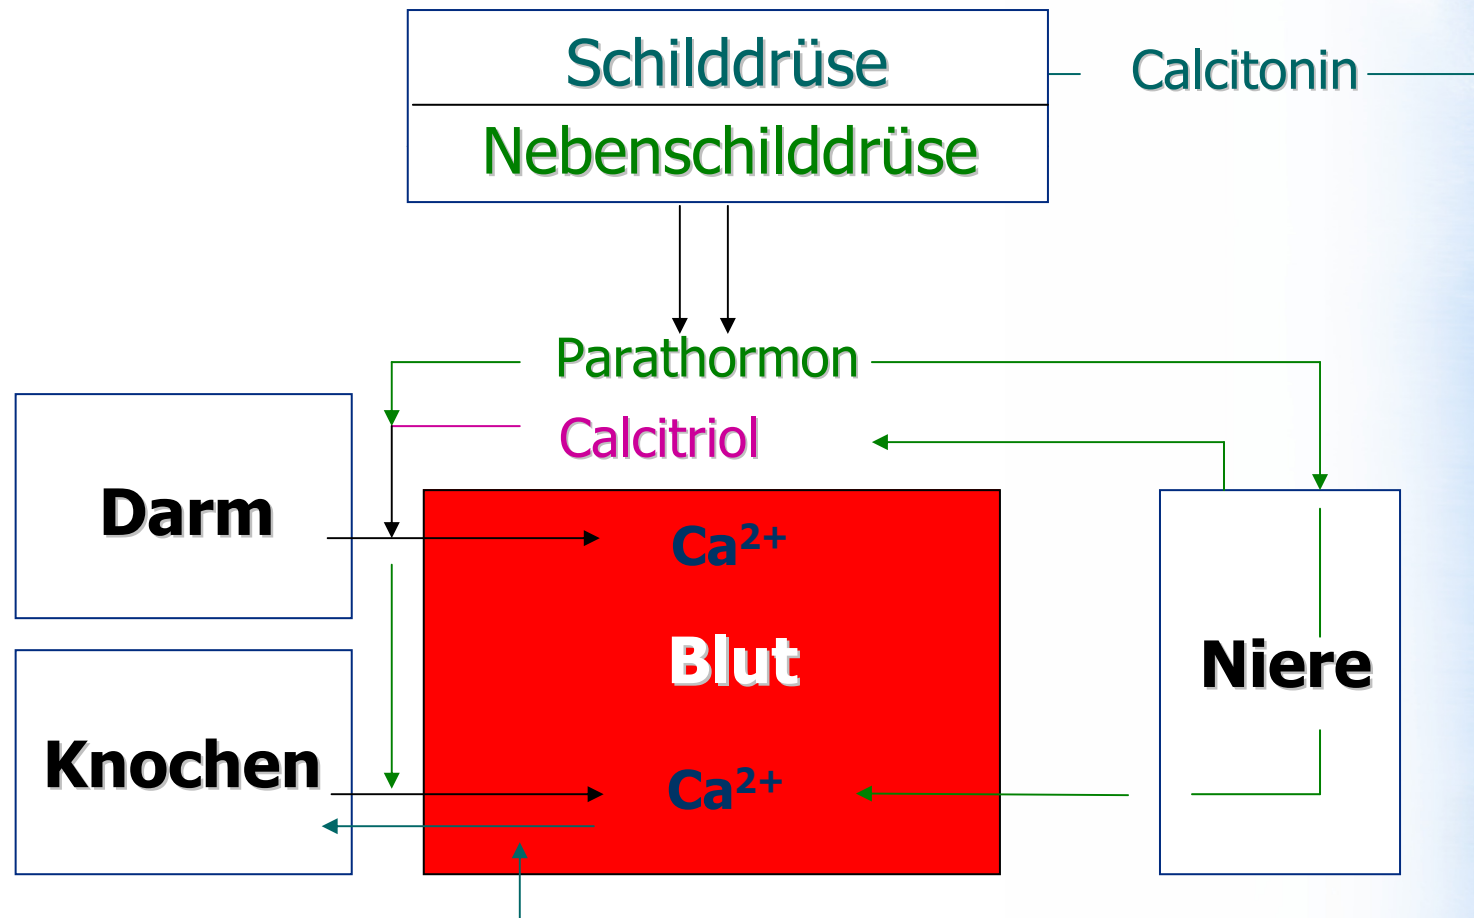 Schilddrüse
Calcitonin
Nebenschilddrüse
Parathormon
Calcitriol
Darm
Ca²⁺
Blut
Niere
Knochen
Ca²⁺